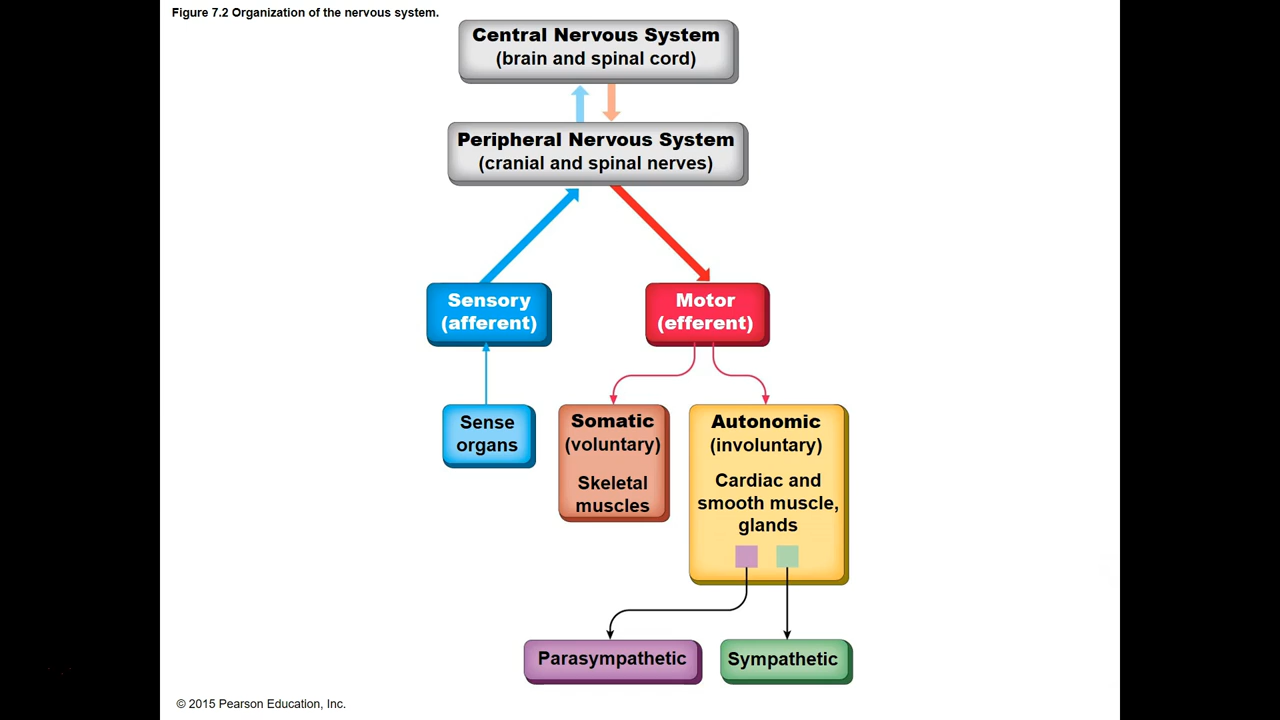 Figure 7.2 Organization of the nervous system.
Central Nervous System
(brain and spinal cord)
Peripheral Nervous System
(cranial and spinal nerves)
Sensory
(afferent)
Motor
(efferent)
Sense
organs
Somatic
(voluntary)
Skeletal
muscles
Autonomic
(involuntary)
Cardiac and
smooth muscle,
glands
Parasympathetic
Sympathetic
© 2015 Pearson Education, Inc.